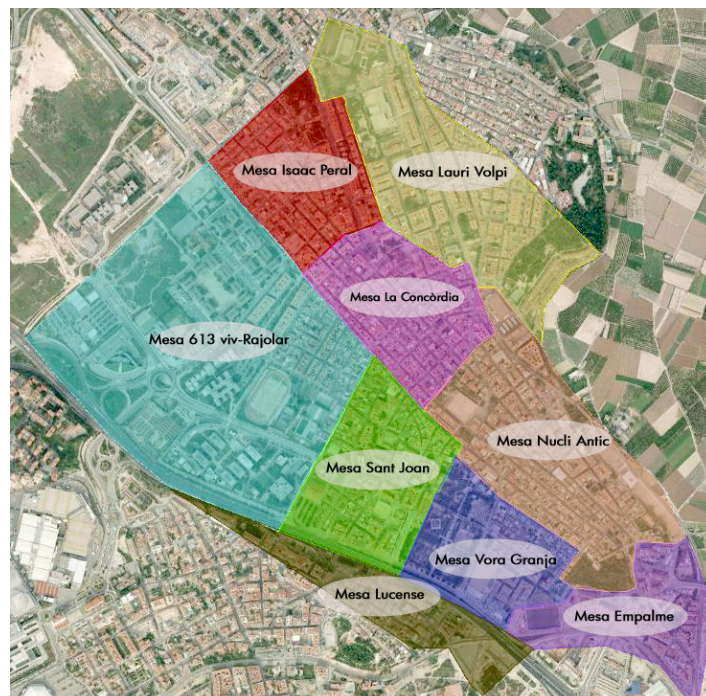 Mesa Isaac Peral
Mesa Lauri Volpi
Mesa La Concòrdia
Mesa 613 viv-Rajolar
Mesa Nucli Antic
Mesa Sant Joan
Mesa Vora Granja
Mesa Lucense
Mesa Empalme